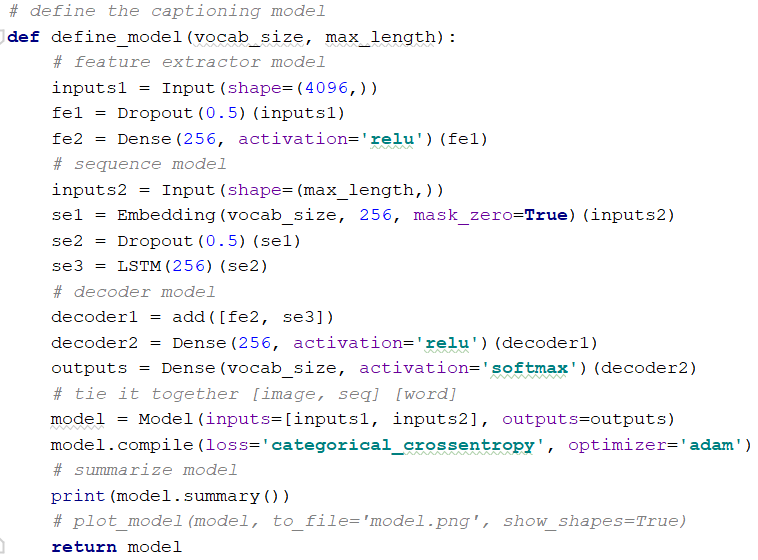 # define the captioning model
def define_model(vocab_size, max_length):
    # feature extractor model
    inputs1 = Input(shape=(4096,))
    fe1 = Dropout(0.5)(inputs1)
    fe2 = Dense(256, activation='relu')(fe1)
    # sequence model
    inputs2 = Input(shape=(max_length,))
    se1 = Embedding(vocab_size, 256, mask_zero=True)(inputs2)
    se2 = Dropout(0.5)(se1)
    se3 = LSTM(256)(se2)
    # decoder model
    decoder1 = add([fe2, se3])
    decoder2 = Dense(256, activation='relu')(decoder1)
    outputs = Dense(vocab_size, activation='softmax')(decoder2)
    # tie it together [image, seq] [word]
    model = Model(inputs=[inputs1, inputs2], outputs=outputs)
    model.compile(loss='categorical_crossentropy', optimizer='adam')
    # summarize model
    print(model.summary())
    # plot_model(model, to_file='model.png', show_shapes=True)
    return model